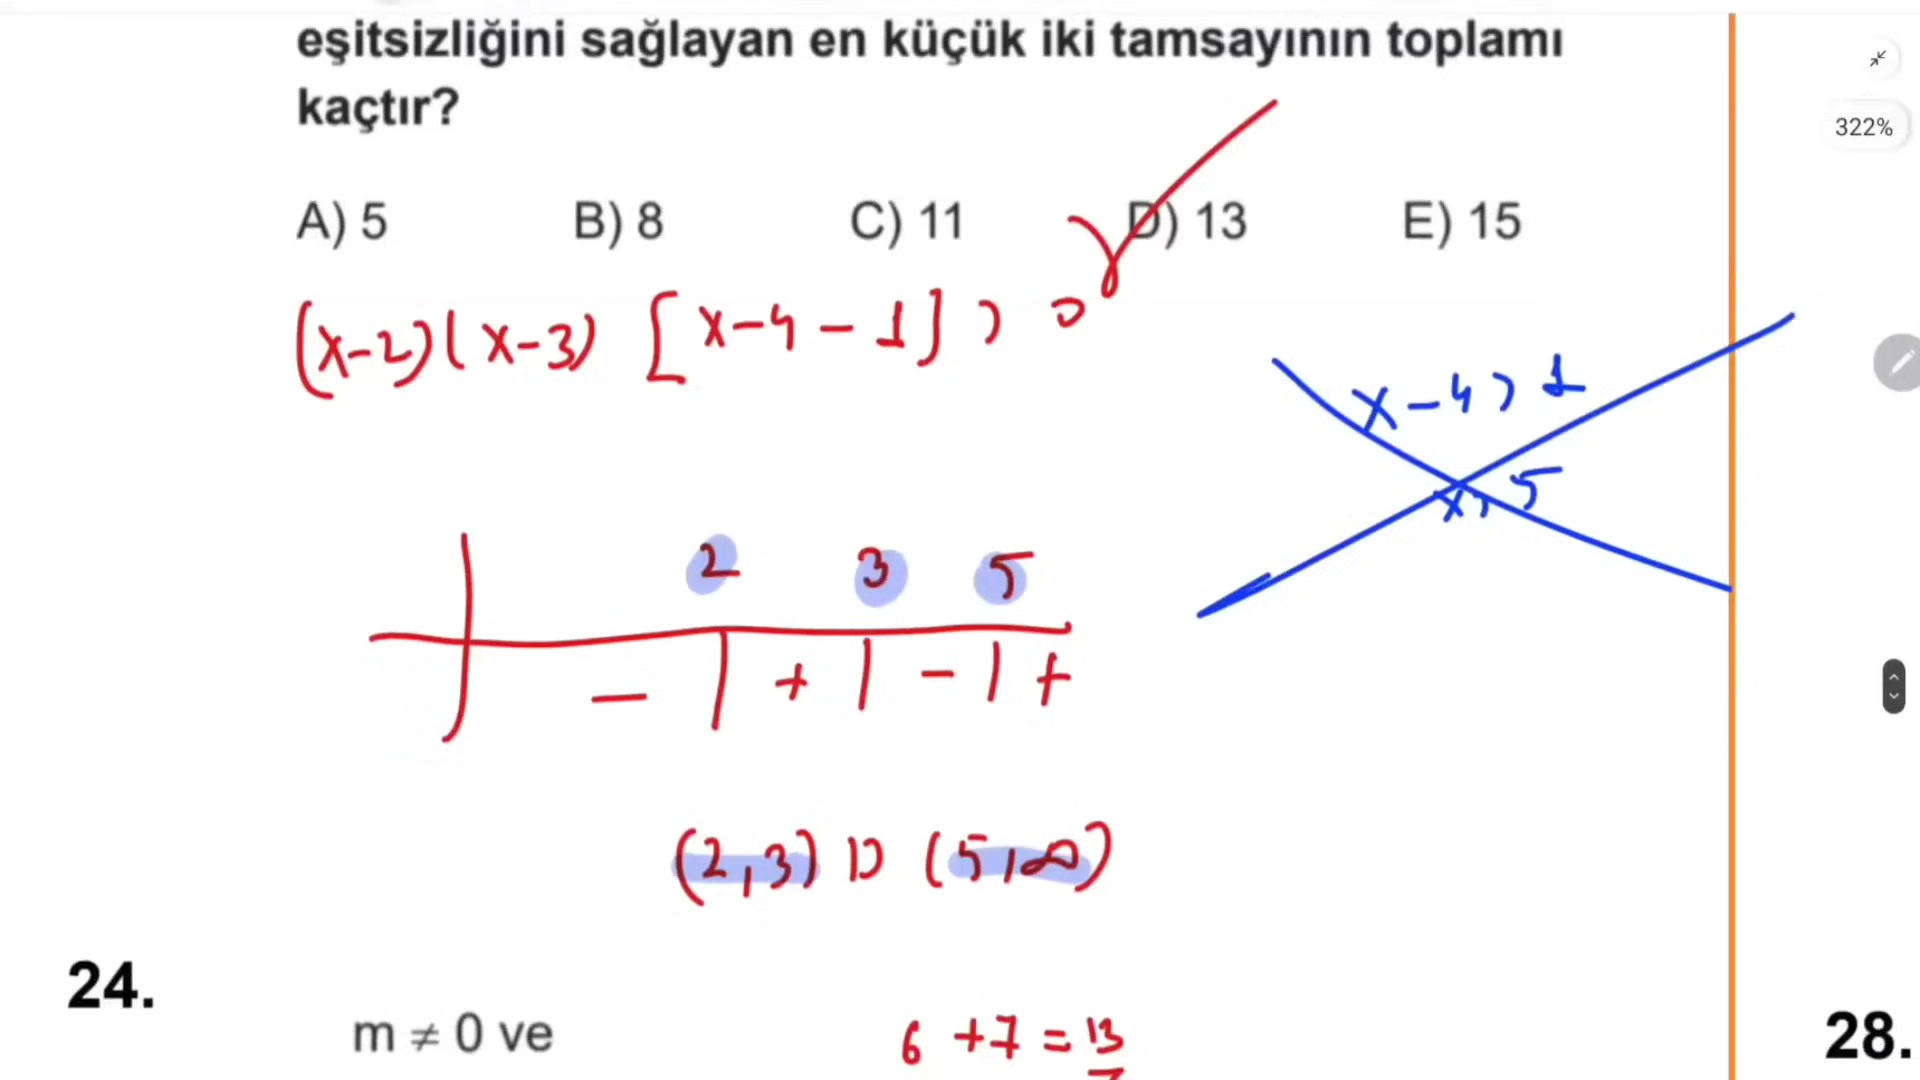 eşitsizliğini sağlayan en küçük iki tamsayının toplamı
kaçtır?
322%
A) 5 B) 8 C) 11 D) 13 E) 15
(x-2)(x-3) [x-4-1] > 0
x-4 > 1
x > 5
2 3 5
- | + | - | +
(2,3) ∪ (5,∞)
24.
m ≠ 0 ve
6 +7 = 13
28.